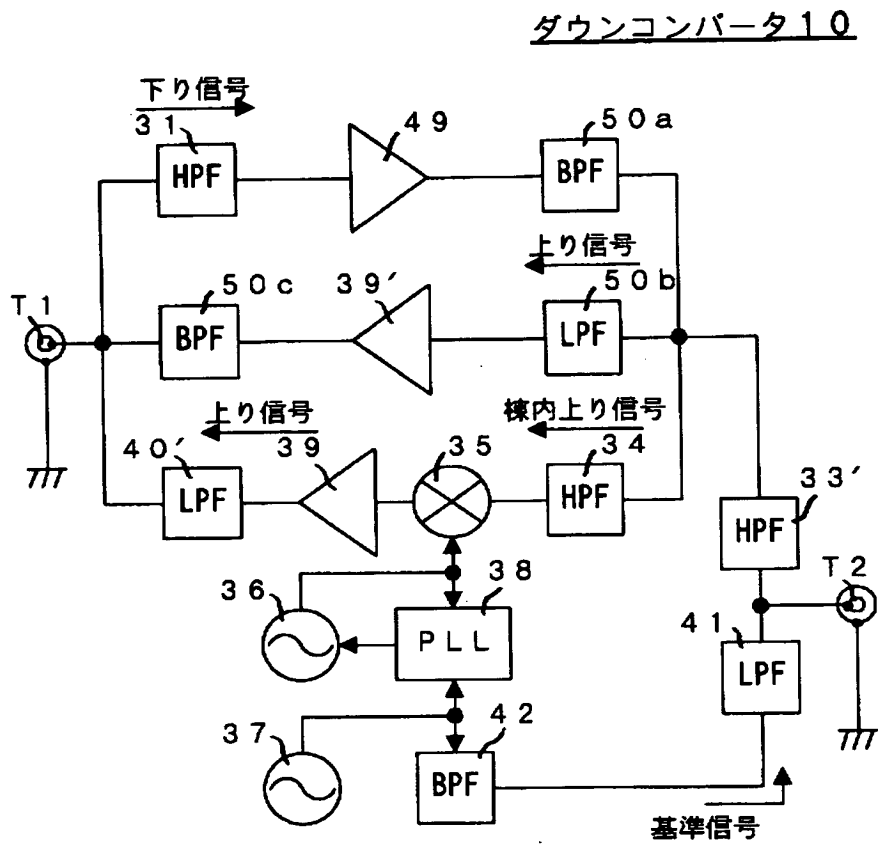 ダウンコンバータ10
下り信号
31
49
50a
HPF
BPF
上り信号
T1
50c
39′
50b
BPF
LPF
上り信号
棟内上り信号
40′
39
35
34
LPF
HPF
33′
HPF
T2
36
38
PLL
41
LPF
37
42
BPF
基準信号